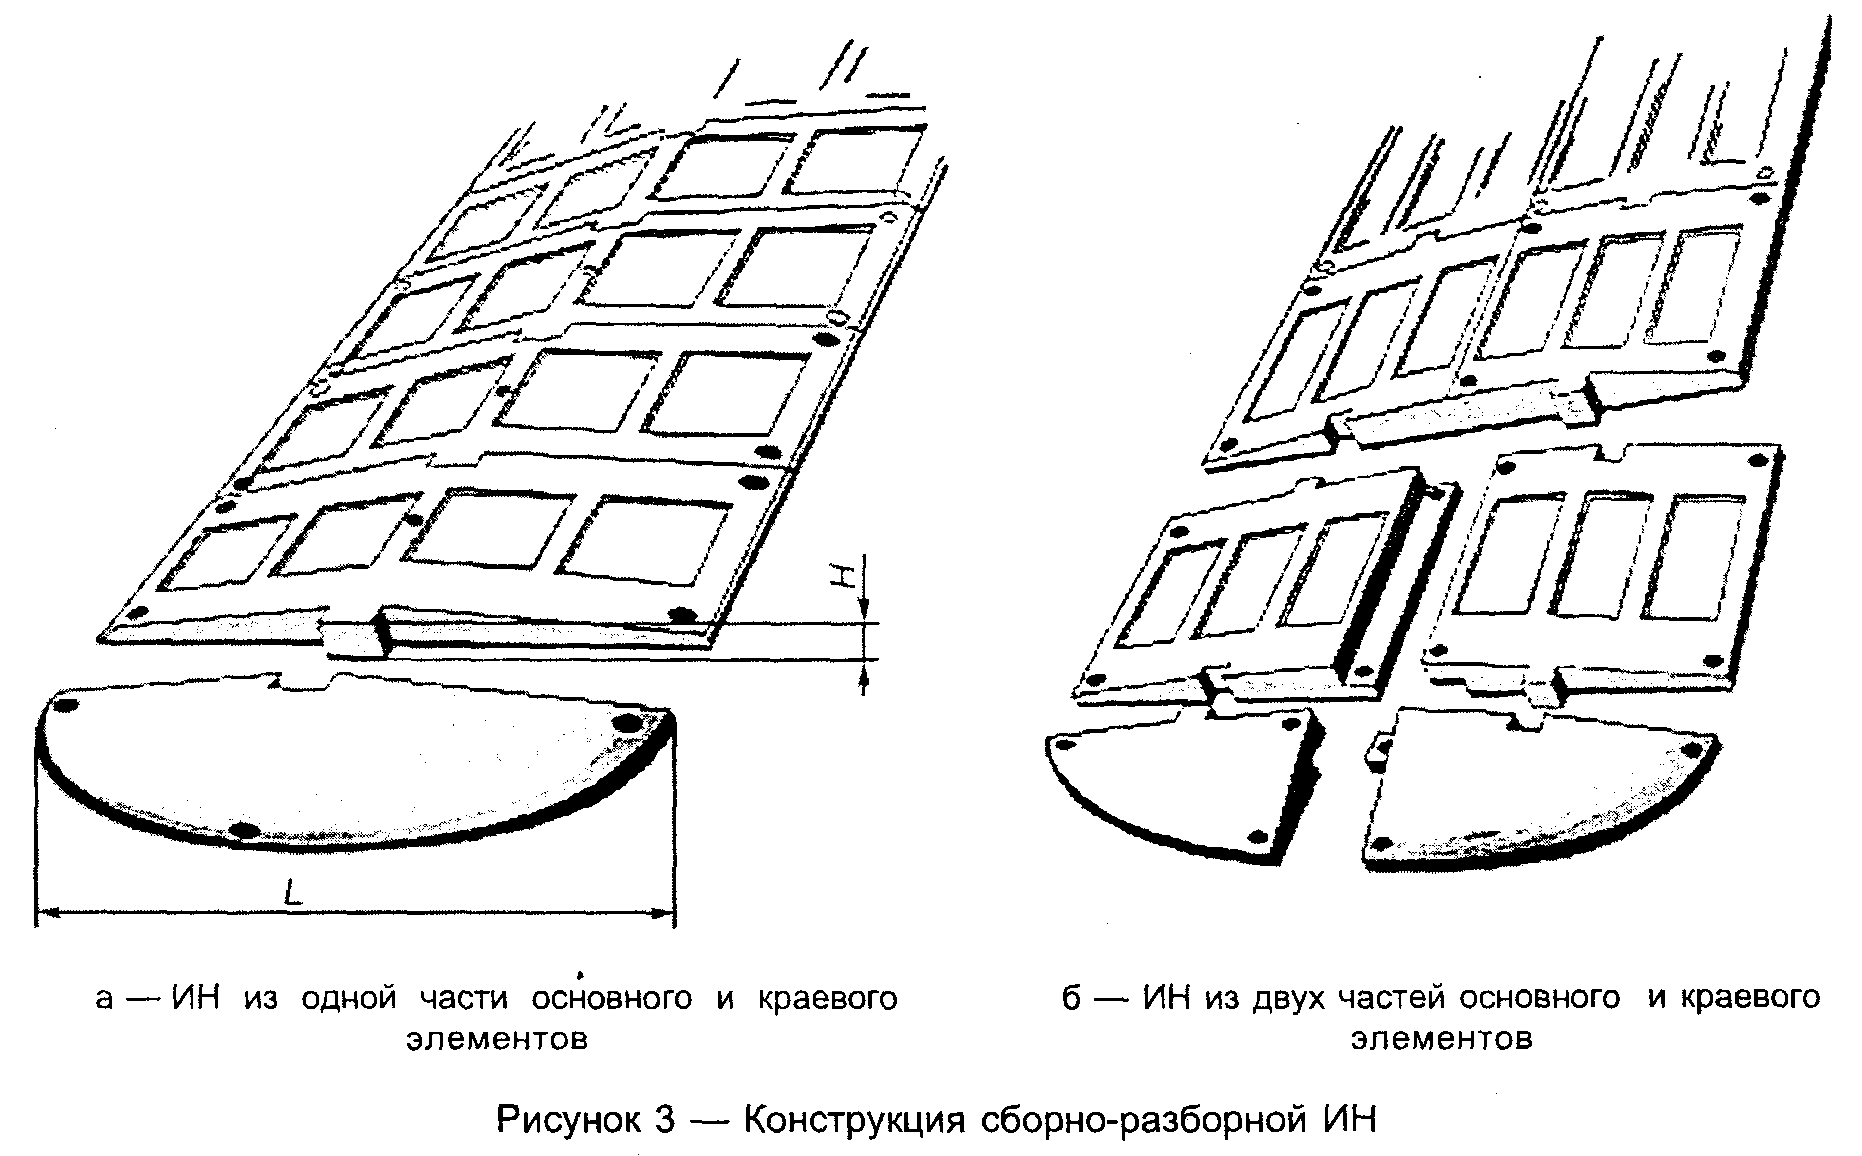 H
L
а — ИН из одной части основного и краевого
элементов
б — ИН из двух частей основного и краевого
элементов
Рисунок 3 — Конструкция сборно-разборной ИН